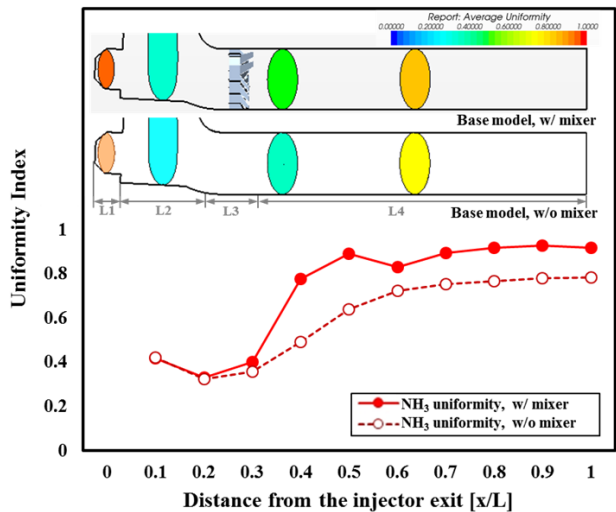 Report: Average Uniformity
0.00000 0.20000 0.40000 0.60000 0.80000 1.0000
Base model, w/ mixer
L1 L2 L3 L4
Base model, w/o mixer
Uniformity Index
1
0.8
0.6
0.4
0.2
0
NH₃ uniformity, w/ mixer
NH₃ uniformity, w/o mixer
0 0.1 0.2 0.3 0.4 0.5 0.6 0.7 0.8 0.9 1
Distance from the injector exit [x/L]